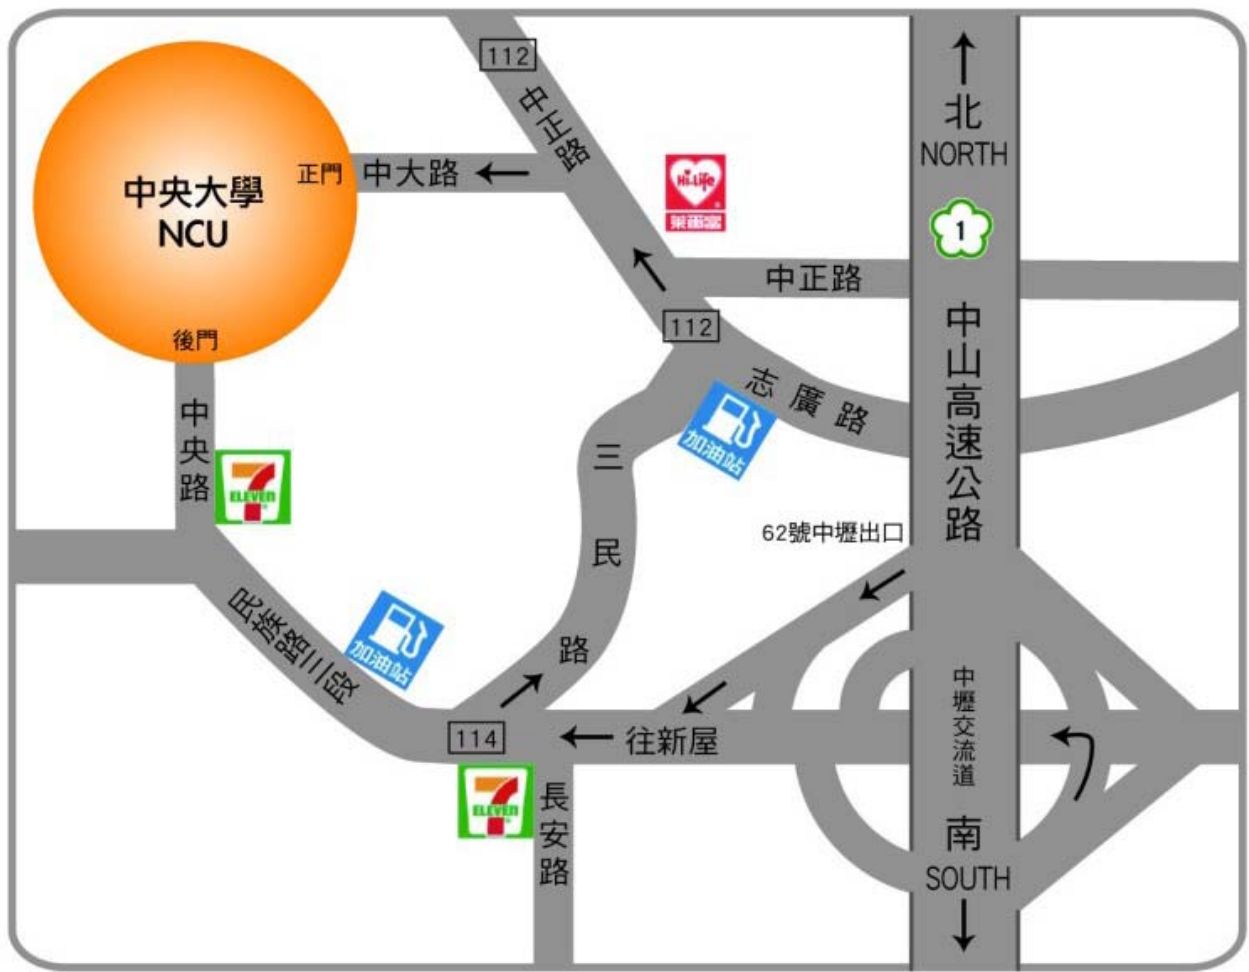 112
中正路
北
NORTH
1
中山高速公路
中央大學
NCU
正門
後門
中大路
Hi-Life
萊爾富
中正路
112
志廣路
加油站
三民路
中央路
7
ELEVEN
62號中壢出口
民族路三段
加油站
114
往新屋
中壢交流道
7
ELEVEN
長安路
南
SOUTH